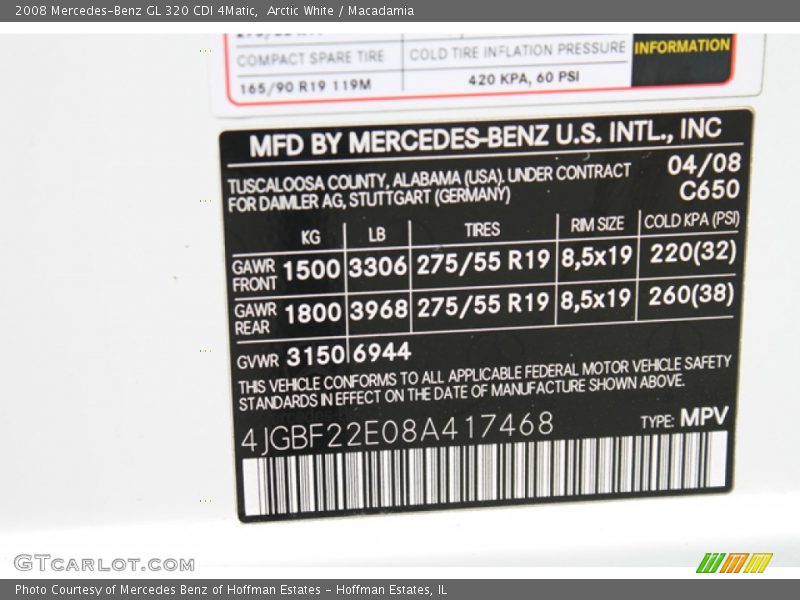 2008 Mercedes-Benz GL 320 CDI 4Matic, Arctic White / Macadamia
COMPACT SPARE TIRE COLD TIRE INFLATION PRESSURE INFORMATION
165/90 R19 119M 420 KPA, 60 PSI
MFD BY MERCEDES-BENZ U.S. INTL., INC
TUSCALOOSA COUNTY, ALABAMA (USA). UNDER CONTRACT 04/08
FOR DAIMLER AG, STUTTGART (GERMANY) C650
KG LB TIRES RIM SIZE COLD KPA (PSI)
GAWR FRONT 1500 3306 275/55 R19 8,5x19 220(32)
GAWR REAR 1800 3968 275/55 R19 8,5x19 260(38)
GVWR 3150 6944
THIS VEHICLE CONFORMS TO ALL APPLICABLE FEDERAL MOTOR VEHICLE SAFETY
STANDARDS IN EFFECT ON THE DATE OF MANUFACTURE SHOWN ABOVE.
4JGBF22E08A417468 TYPE: MPV
GTCARLOT.COM
Photo Courtesy of Mercedes Benz of Hoffman Estates - Hoffman Estates, IL